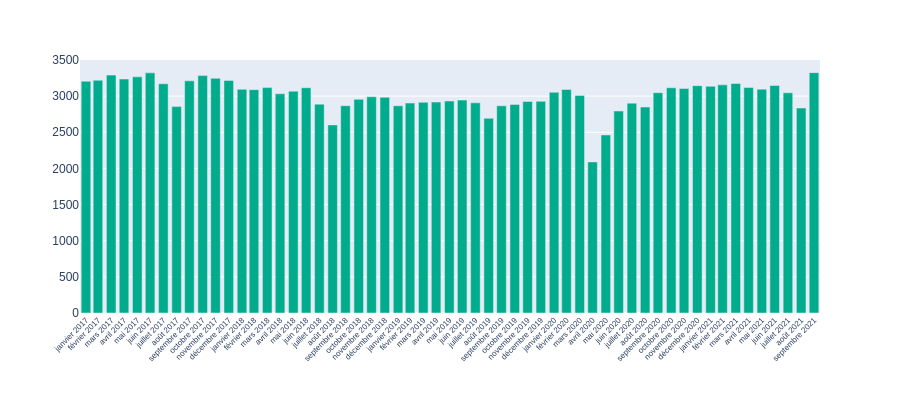 3500
3000
2500
2000
1500
1000
500
0
janvier 2017
février 2017
mars 2017
avril 2017
mai 2017
juin 2017
juillet 2017
août 2017
septembre 2017
octobre 2017
novembre 2017
décembre 2017
janvier 2018
février 2018
mars 2018
avril 2018
mai 2018
juin 2018
juillet 2018
août 2018
septembre 2018
octobre 2018
novembre 2018
décembre 2018
janvier 2019
février 2019
mars 2019
avril 2019
mai 2019
juin 2019
juillet 2019
août 2019
septembre 2019
octobre 2019
novembre 2019
décembre 2019
janvier 2020
février 2020
mars 2020
avril 2020
mai 2020
juin 2020
juillet 2020
août 2020
septembre 2020
octobre 2020
novembre 2020
décembre 2020
janvier 2021
février 2021
mars 2021
avril 2021
mai 2021
juin 2021
juillet 2021
août 2021
septembre 2021